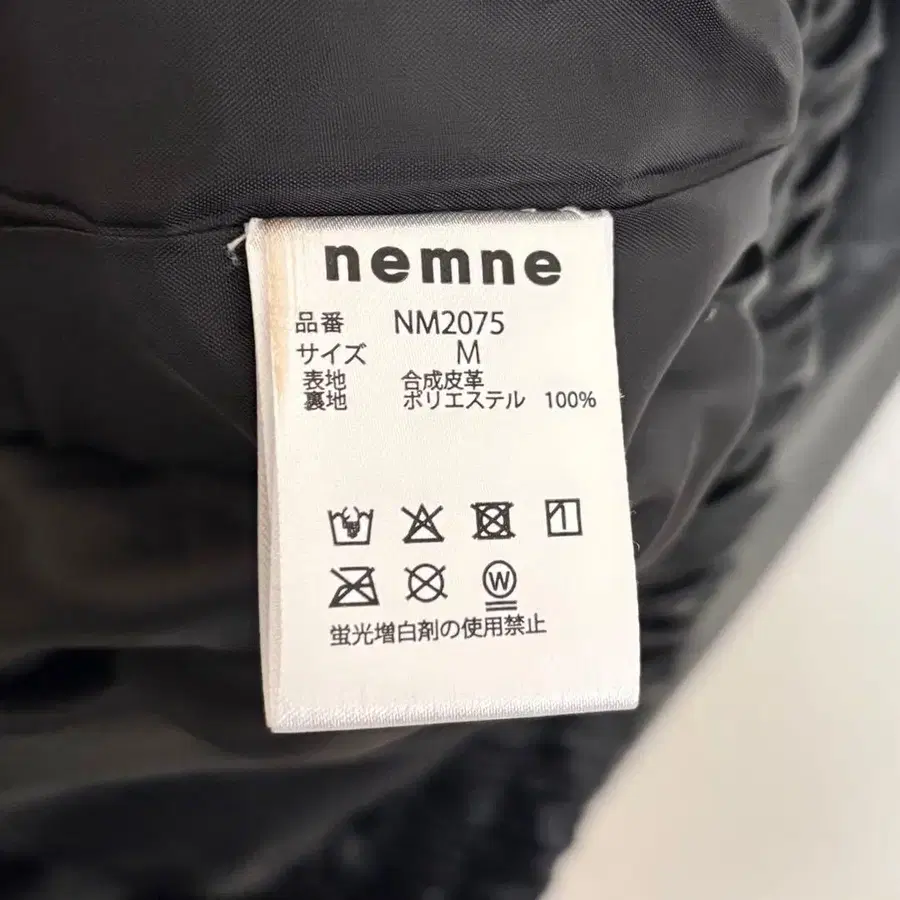 nemne
品番 NM2075
サイズ M
表地 合成皮革
裏地 ポリエステル 100%
W
蛍光増白剤の使用禁止